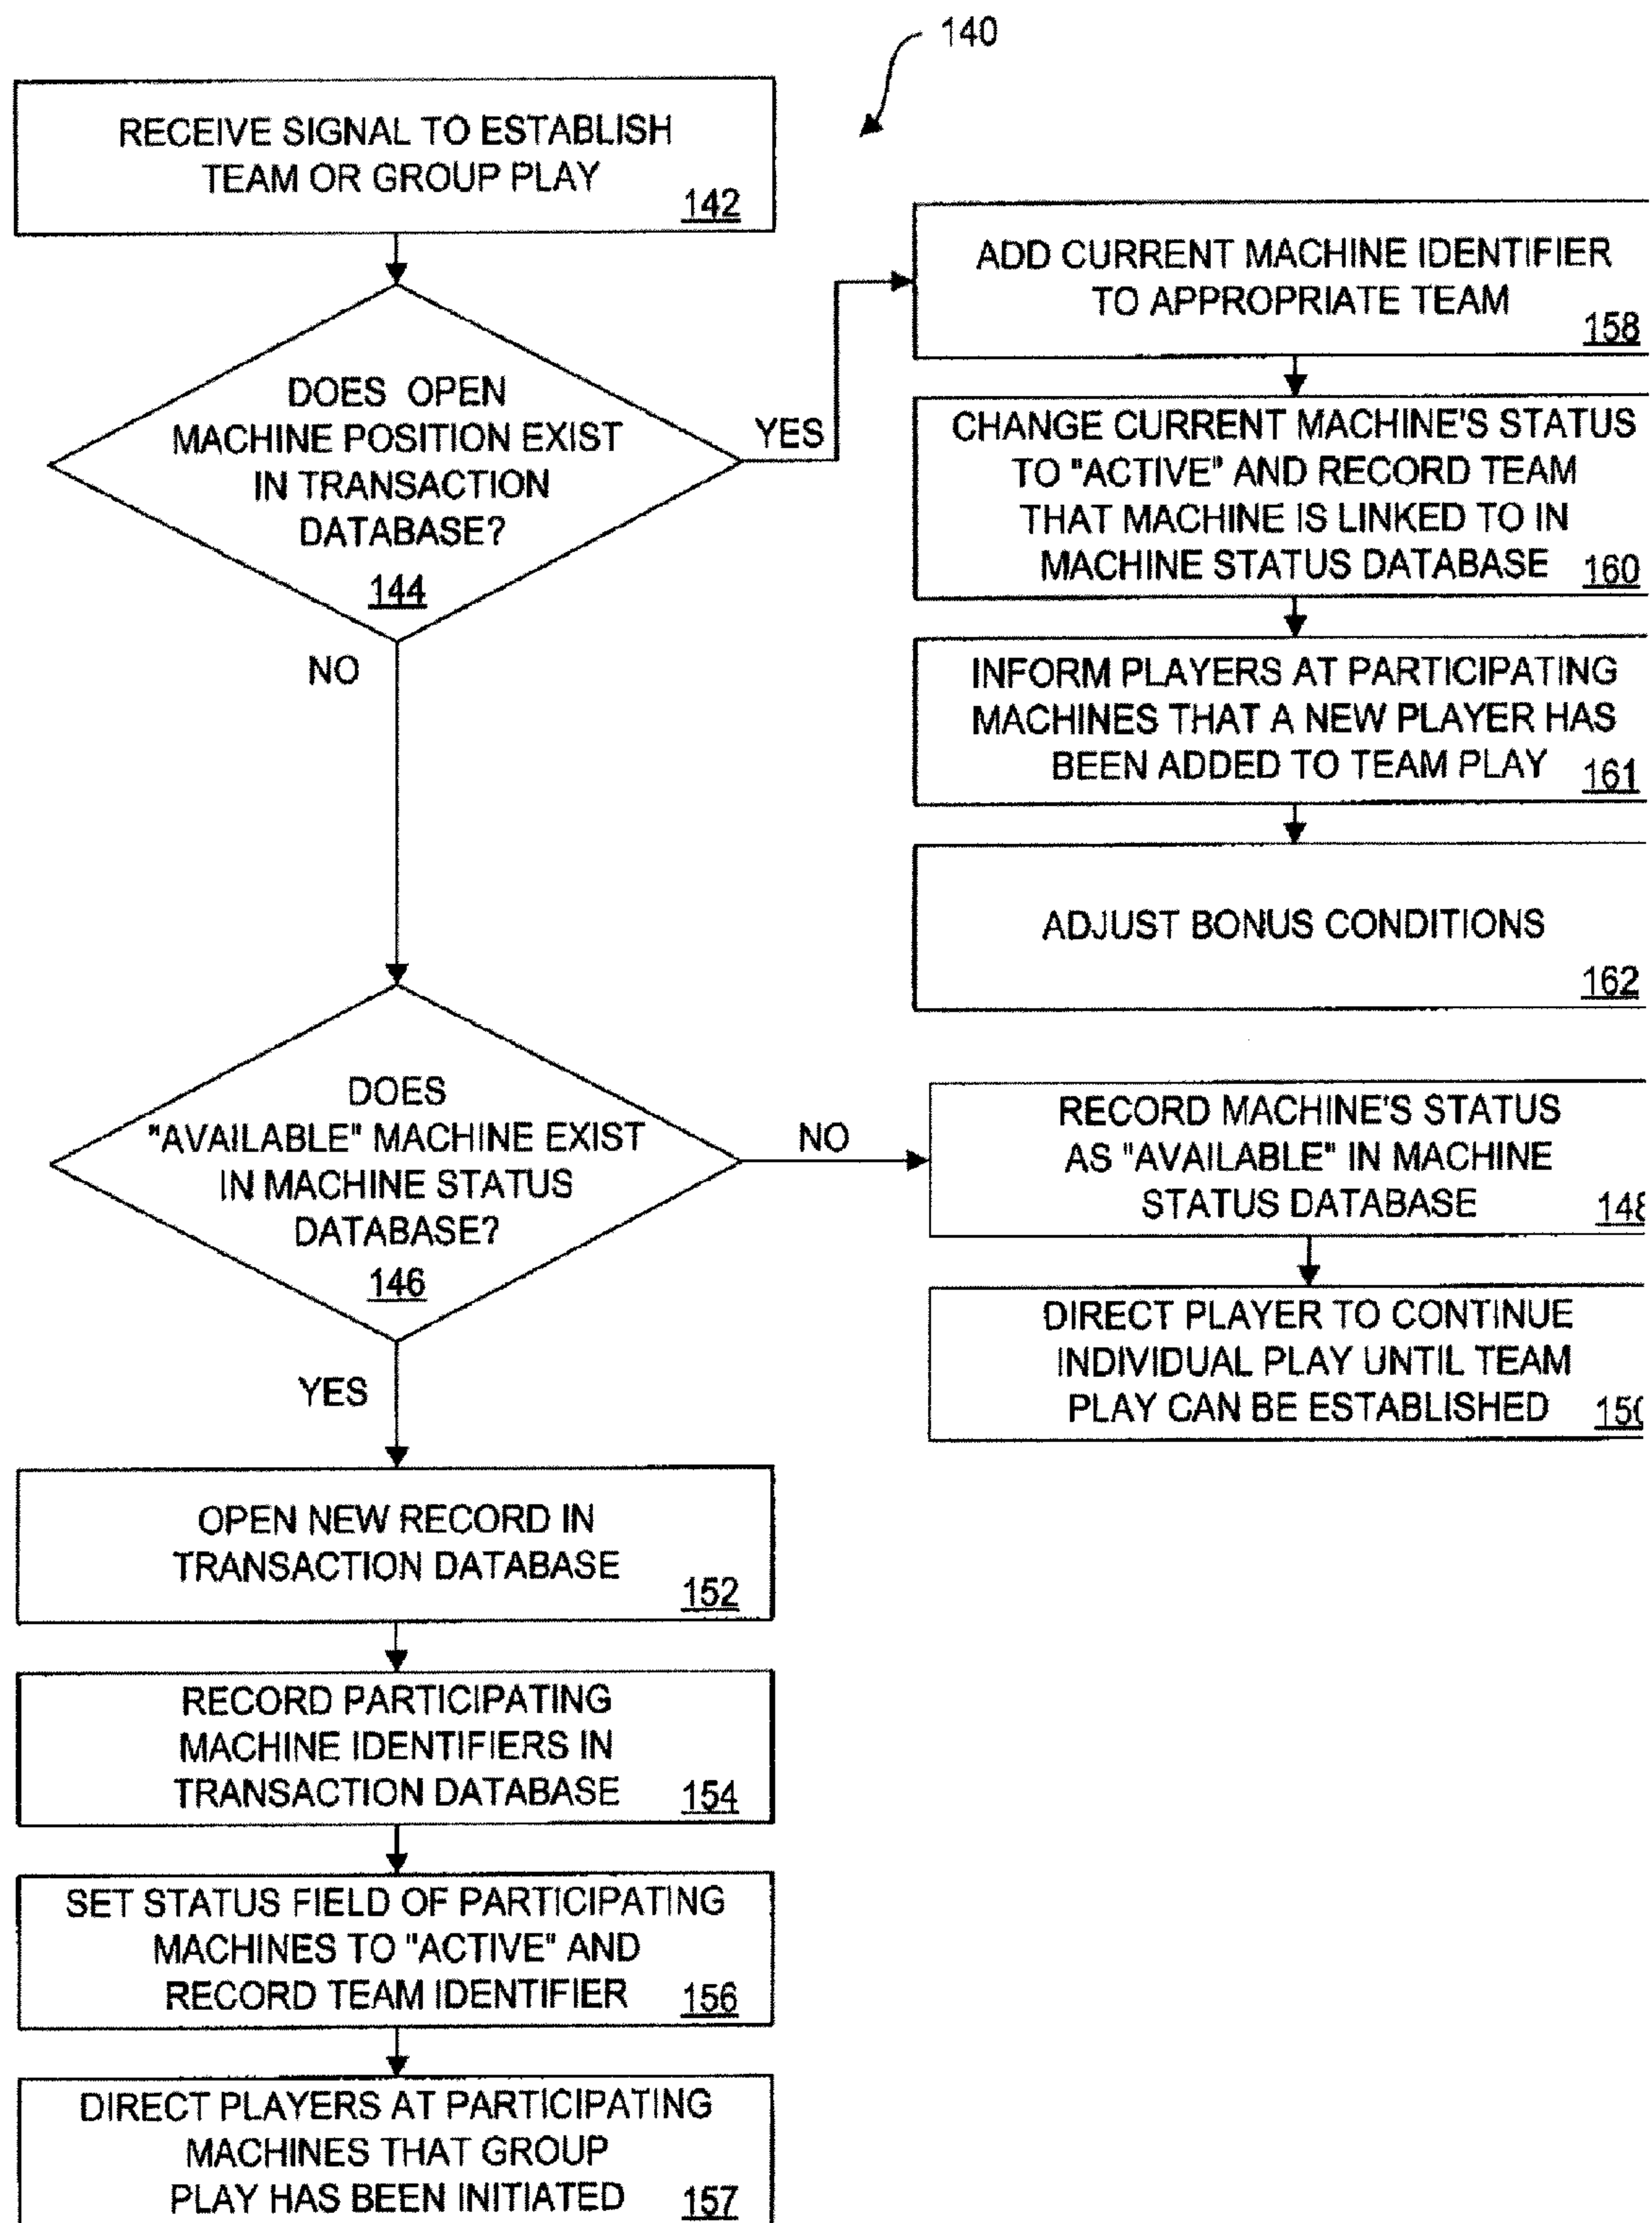 140
RECEIVE SIGNAL TO ESTABLISH
TEAM OR GROUP PLAY
142
DOES OPEN
MACHINE POSITION EXIST
IN TRANSACTION
DATABASE?
144
YES
NO
ADD CURRENT MACHINE IDENTIFIER
TO APPROPRIATE TEAM
158
CHANGE CURRENT MACHINE'S STATUS
TO "ACTIVE" AND RECORD TEAM
THAT MACHINE IS LINKED TO IN
MACHINE STATUS DATABASE
160
INFORM PLAYERS AT PARTICIPATING
MACHINES THAT A NEW PLAYER HAS
BEEN ADDED TO TEAM PLAY
161
ADJUST BONUS CONDITIONS
162
DOES
"AVAILABLE" MACHINE EXIST
IN MACHINE STATUS
DATABASE?
146
NO
YES
RECORD MACHINE'S STATUS
AS "AVAILABLE" IN MACHINE
STATUS DATABASE
148
DIRECT PLAYER TO CONTINUE
INDIVIDUAL PLAY UNTIL TEAM
PLAY CAN BE ESTABLISHED
150
OPEN NEW RECORD IN
TRANSACTION DATABASE
152
RECORD PARTICIPATING
MACHINE IDENTIFIERS IN
TRANSACTION DATABASE
154
SET STATUS FIELD OF PARTICIPATING
MACHINES TO "ACTIVE" AND
RECORD TEAM IDENTIFIER
156
DIRECT PLAYERS AT PARTICIPATING
MACHINES THAT GROUP
PLAY HAS BEEN INITIATED
157